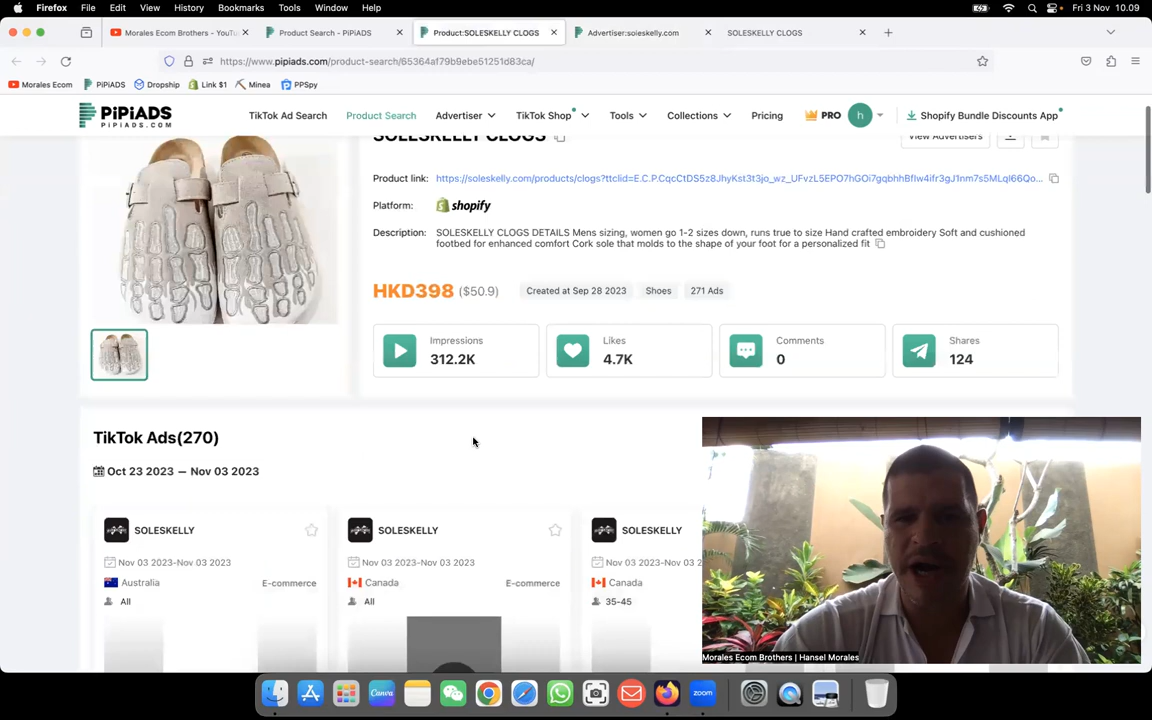 Firefox File Edit View History Bookmarks Tools Window Help Fri 3 Nov 10.09
Morales Ecom Brothers - YouTu × Product Search - PiPiADS × Product:SOLESKELLY CLOGS × Advertiser:soleskelly.com × SOLESKELLY CLOGS × +
https://www.pipiads.com/product-search/65364af79b9ebe51251d83ca/
Morales Ecom PiPiADS Dropship Link $1 Minea PPSpy
PiPiADS
PIPIADS.COM
TikTok Ad Search Product Search Advertiser TikTok Shop Tools Collections Pricing PRO h Shopify Bundle Discounts App
SOLESKELLY CLOGS View Advertisers
Product link: https://soleskelly.com/products/clogs?ttclid=
Platform: shopify
Description: SOLESKELLY CLOGS DETAILS Mens sizing, women go 1-2 sizes down, runs true to size Hand crafted embroidery Soft and cushioned
footbed for enhanced comfort Cork sole that molds to the shape of your foot for a personalized fit
HKD398 ($50.9) Created at Sep 28 2023 Shoes 271 Ads
Impressions Likes Comments Shares
312.2K 4.7K 0 124
TikTok Ads(270)
Oct 23 2023 — Nov 03 2023
SOLESKELLY SOLESKELLY SOLESKELLY
Nov 03 2023-Nov 03 2023 Nov 03 2023-Nov 03 2023 Nov 03 2023-Nov 03 2
Australia E-commerce Canada E-commerce Canada
All All 35-45
Morales Ecom Brothers | Hansel Morales
Canva zoom